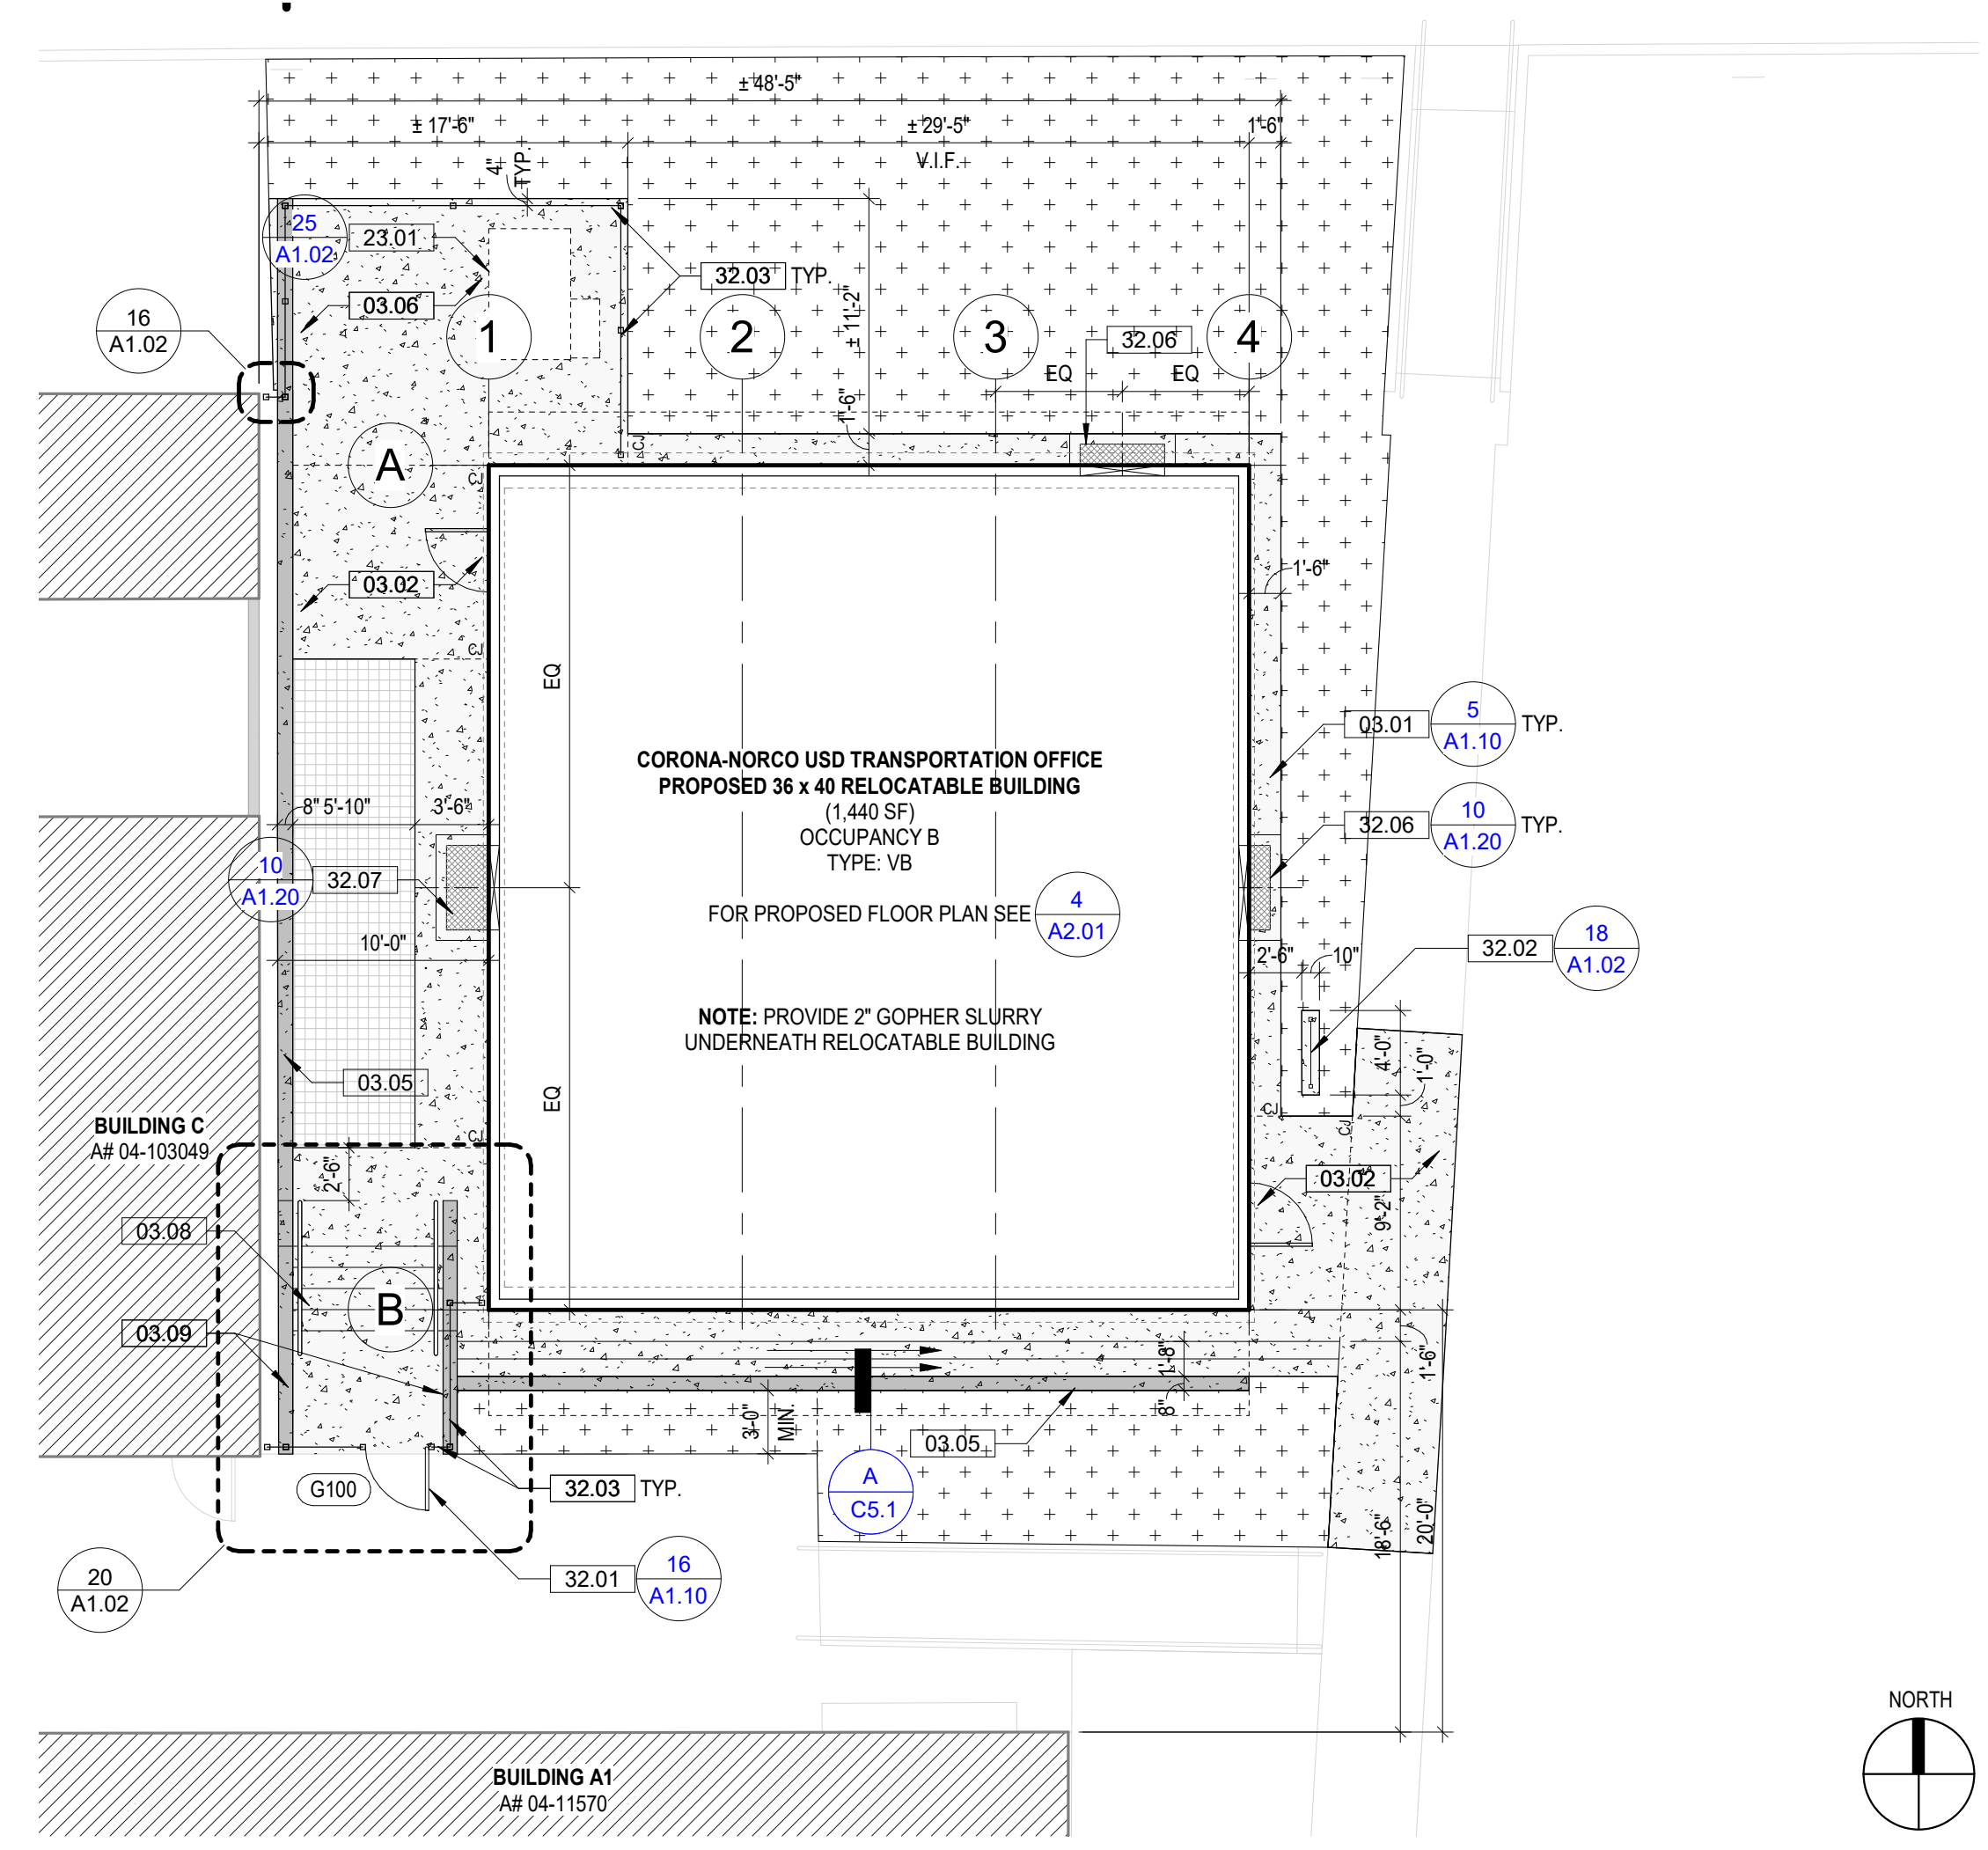 ± 48'-5"
± 17'-6"
± 29'-5"
1'-6"
V.I.F.
4"
TYP.
25
A1.02
23.01
03.06
32.03 TYP.
16
A1.02
1
2
3
4
± 11'-2"
32.06
EQ
EQ
1'-6"
CJ
A
CJ
03.02
1'-6"
CJ
EQ
CORONA-NORCO USD TRANSPORTATION OFFICE
PROPOSED 36 x 40 RELOCATABLE BUILDING
(1,440 SF)
OCCUPANCY B
TYPE: VB
03.01
5
A1.10
TYP.
8"
5'-10"
3'-6"
32.06
10
A1.20
TYP.
10
A1.20
32.07
FOR PROPOSED FLOOR PLAN SEE
4
A2.01
10'-0"
2'-6"
10"
32.02
18
A1.02
NOTE: PROVIDE 2" GOPHER SLURRY
UNDERNEATH RELOCATABLE BUILDING
4'-0"
1'-0"
03.05
EQ
CJ
CJ
BUILDING C
A# 04-103049
CJ
2'-6"
03.02
9'-2"
03.08
B
03.09
1'-8"
1'-6"
8"
3'-0"
MIN.
03.05
G100
32.03 TYP.
A
C5.1
18'-6"
20'-0"
20
A1.02
32.01
16
A1.10
NORTH
BUILDING A1
A# 04-11570